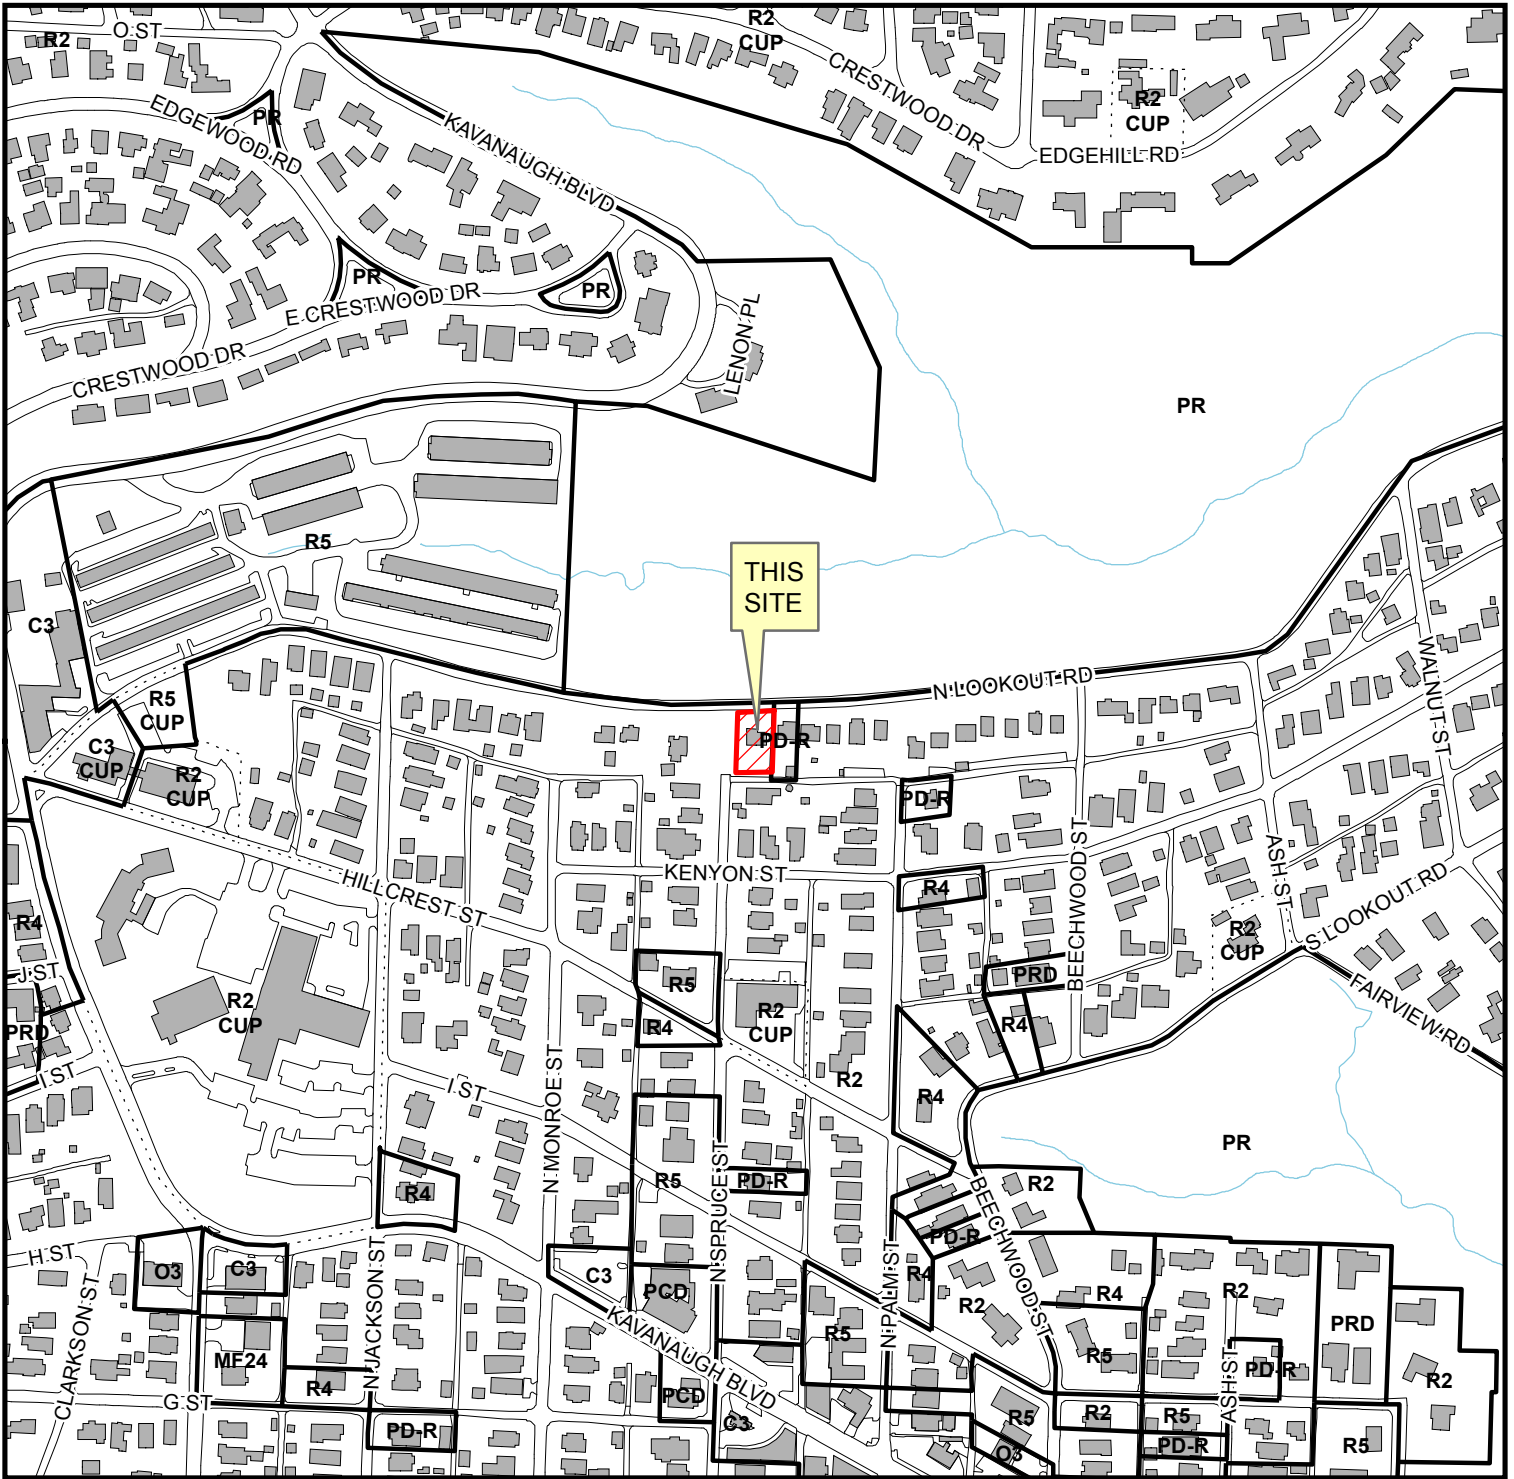 O ST
R2
R2
CUP
CRESTWOOD DR
R2
CUP
EDGEHILL RD
EDGEWOOD RD
PR
KAVANAUGH BLVD
PR
PR
E CRESTWOOD DR
CRESTWOOD DR
LENON PL
PR
R5
THIS
SITE
C3
N LOOKOUT RD
WALNUT ST
R5
CUP
C3
CUP
R2
CUP
PD-R
PD-R
KENYON ST
BEECHWOOD ST
ASH ST
HILLCREST ST
R4
R4
S LOOKOUT RD
R2
CUP
J ST
R5
PRD
FAIRVIEW RD
R2
CUP
R2
CUP
PRD
R4
R4
I ST
I ST
N MONROE ST
R2
R4
PR
R4
R5
N SPRUCE ST
PD-R
R2
BEECHWOOD ST
PD-R
H ST
O3
C3
C3
PCD
N PALM ST
R4
R2
R4
R2
PRD
CLARKSON ST
N JACKSON ST
KAVANAUGH BLVD
R5
R5
MF24
R4
PCD
ASH ST
PD-R
R2
G ST
PD-R
C3
R5
O3
R2
R5
PD-R
R5